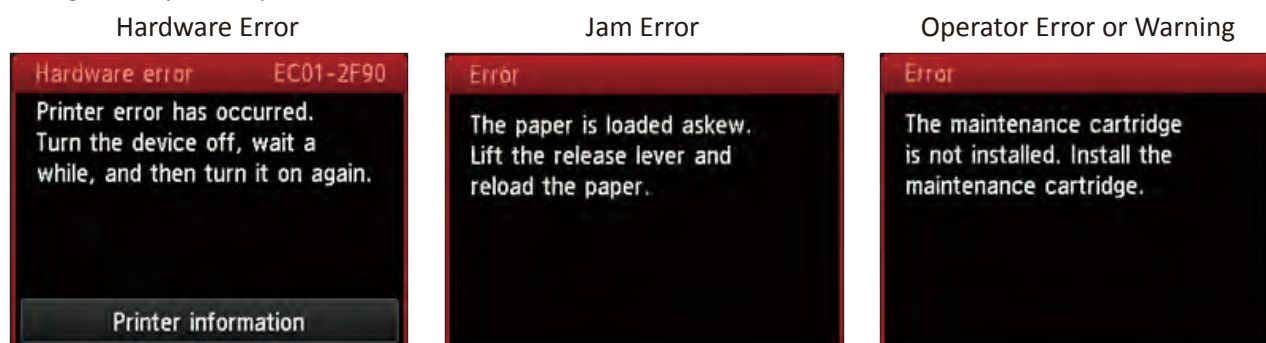 Hardware Error
Jam Error
Operator Error or Warning
Hardware error EC01-2F90
Printer error has occurred.
Turn the device off, wait a
while, and then turn it on again.
Printer information
Error
The paper is loaded askew.
Lift the release lever and
reload the paper.
Error
The maintenance cartridge
is not installed. Install the
maintenance cartridge.